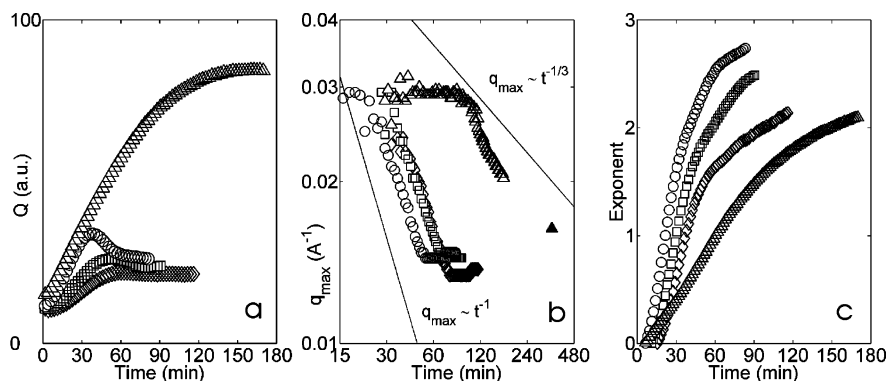 100
Q (a.u.)
0
0 30 60 90 120 150 180
Time (min)
a
0.04
0.03
0.02
0.01
q_max (A^-1)
q_max ~ t^-1/3
q_max ~ t^-1
15 30 60 120 240 480
Time (min)
b
3
2
1
0
Exponent
0 30 60 90 120 150 180
Time (min)
c